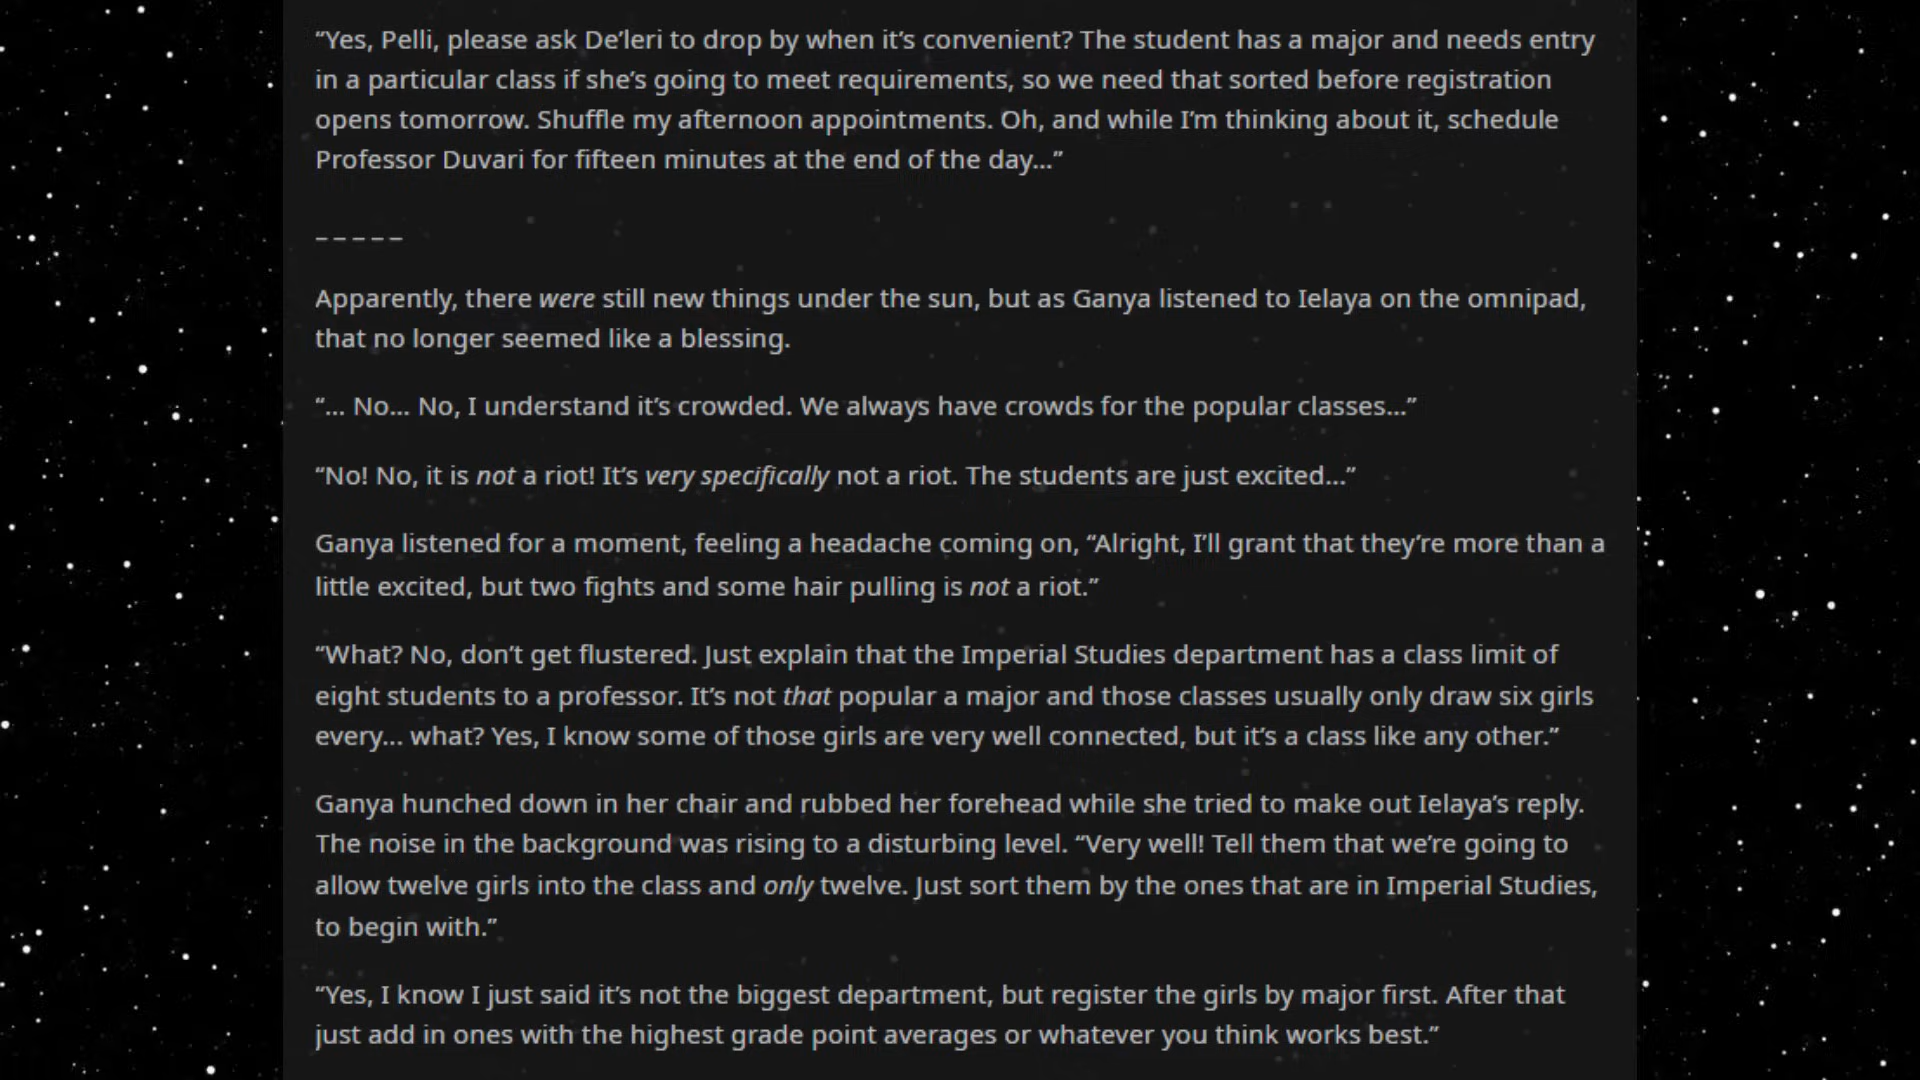 “Yes, Pelli, please ask De’leri to drop by when it’s convenient? The student has a major and needs entry
in a particular class if she’s going to meet requirements, so we need that sorted before registration
opens tomorrow. Shuffle my afternoon appointments. Oh, and while I’m thinking about it, schedule
Professor Duvari for fifteen minutes at the end of the day…”
–––––
Apparently, there were still new things under the sun, but as Ganya listened to Ielaya on the omnipad,
that no longer seemed like a blessing.
“… No… No, I understand it’s crowded. We always have crowds for the popular classes…”
“No! No, it is not a riot! It’s very specifically not a riot. The students are just excited…”
Ganya listened for a moment, feeling a headache coming on, “Alright, I’ll grant that they’re more than a
little excited, but two fights and some hair pulling is not a riot.”
“What? No, don’t get flustered. Just explain that the Imperial Studies department has a class limit of
eight students to a professor. It’s not that popular a major and those classes usually only draw six girls
every… what? Yes, I know some of those girls are very well connected, but it’s a class like any other.”
Ganya hunched down in her chair and rubbed her forehead while she tried to make out Ielaya’s reply.
The noise in the background was rising to a disturbing level. “Very well! Tell them that we’re going to
allow twelve girls into the class and only twelve. Just sort them by the ones that are in Imperial Studies,
to begin with.”
“Yes, I know I just said it’s not the biggest department, but register the girls by major first. After that
just add in ones with the highest grade point averages or whatever you think works best.”